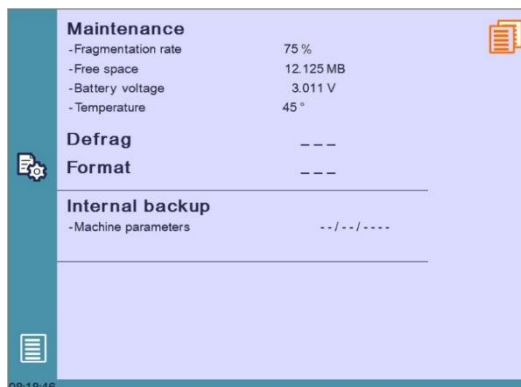 Maintenance
-Fragmentation rate 75 %
-Free space 12.125 MB
-Battery voltage 3.011 V
-Temperature 45 °
Defrag _ _ _
Format _ _ _
Internal backup
-Machine parameters - - / - - / - - - -